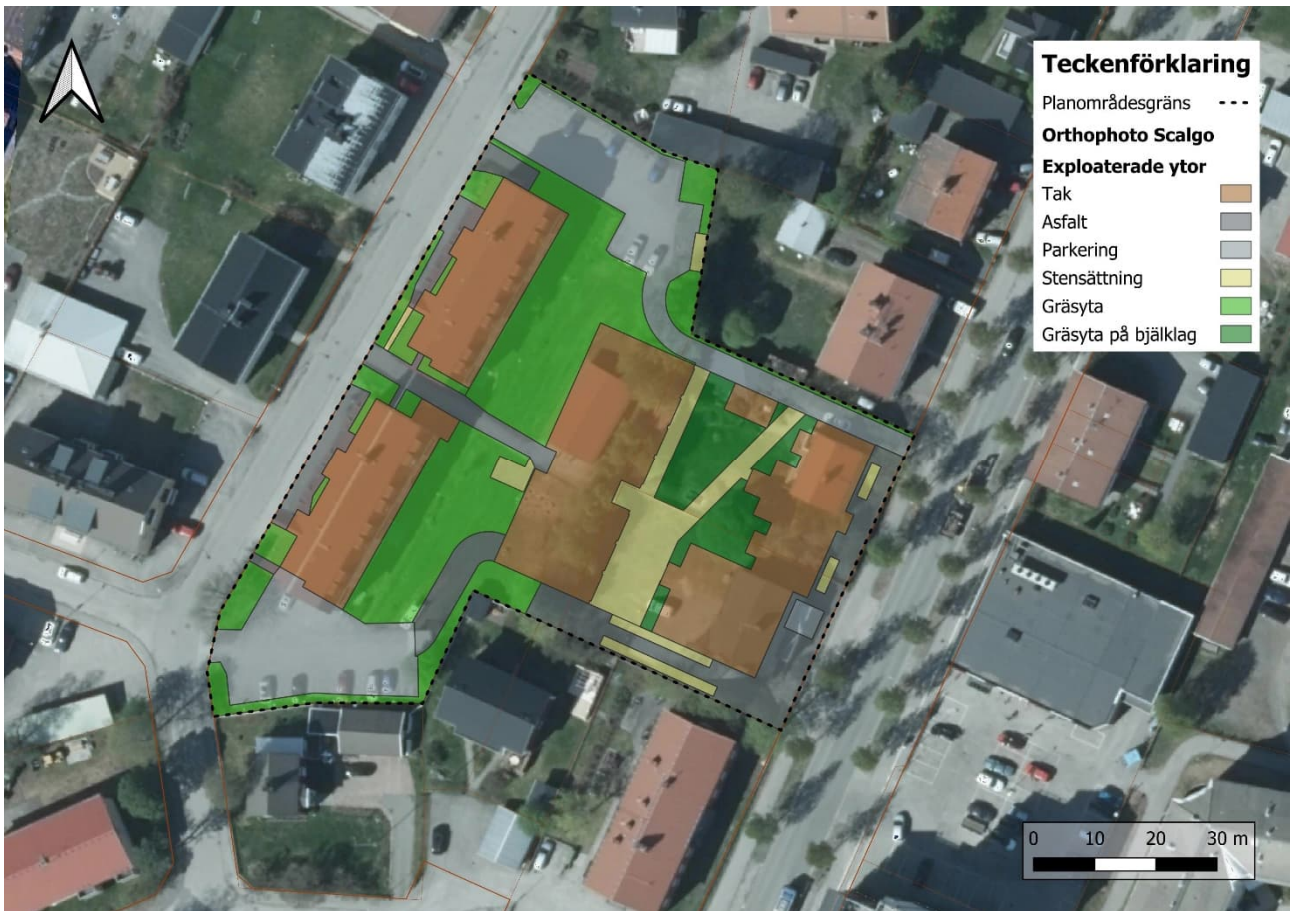 Teckenförklaring
Planområdesgräns
Orthophoto Scalgo
Exploaterade ytor
Tak
Asfalt
Parkering
Stensättning
Gräsyta
Gräsyta på bjälklag
0 10 20 30 m